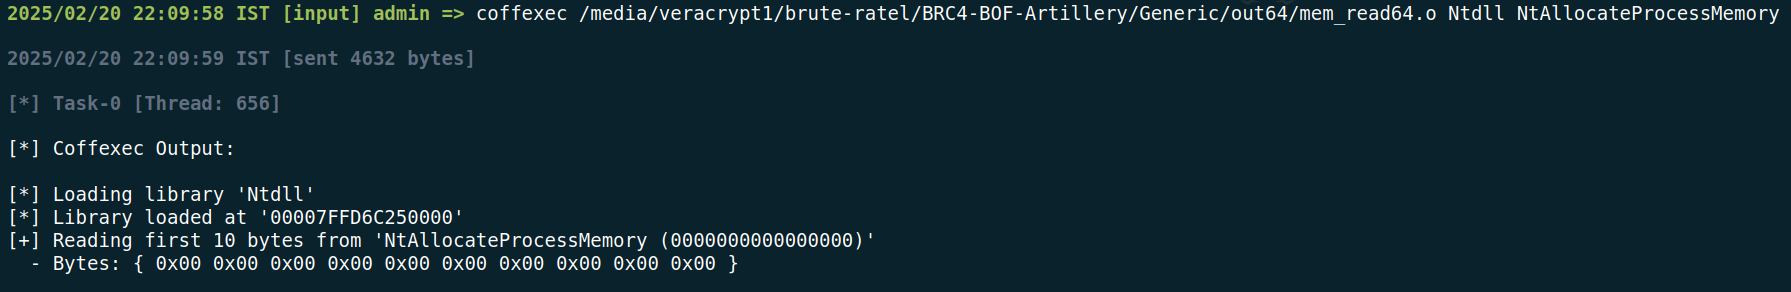 2025/02/20 22:09:58 IST [input] admin => coffexec /media/veracrypt1/brute-ratel/BRC4-BOF-Artillery/Generic/out64/mem_read64.o Ntdll NtAllocateProcessMemory
2025/02/20 22:09:59 IST [sent 4632 bytes]
[*] Task-0 [Thread: 656]
[*] Coffexec Output:
[*] Loading library 'Ntdll'
[*] Library loaded at '00007FFD6C250000'
[+] Reading first 10 bytes from 'NtAllocateProcessMemory (0000000000000000)'
- Bytes: { 0x00 0x00 0x00 0x00 0x00 0x00 0x00 0x00 0x00 0x00 }